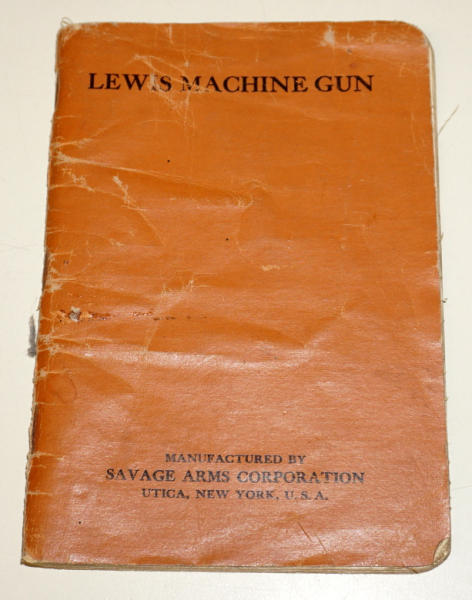 LEWIS MACHINE GUN
MANUFACTURED BY
SAVAGE ARMS CORPORATION
UTICA, NEW YORK, U. S. A.